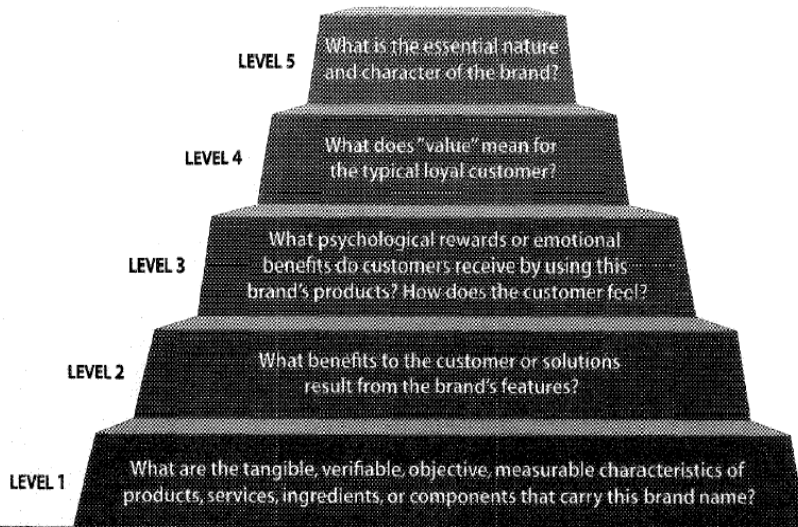 LEVEL 5
What is the essential nature
and character of the brand?
LEVEL 4
What does "value" mean for
the typical loyal customer?
LEVEL 3
What psychological rewards or emotional
benefits do customers receive by using this
brand's products? How does the customer feel?
LEVEL 2
What benefits to the customer or solutions
result from the brand's features?
LEVEL 1
What are the tangible, verifiable, objective, measurable characteristics of
products, services, ingredients, or components that carry this brand name?